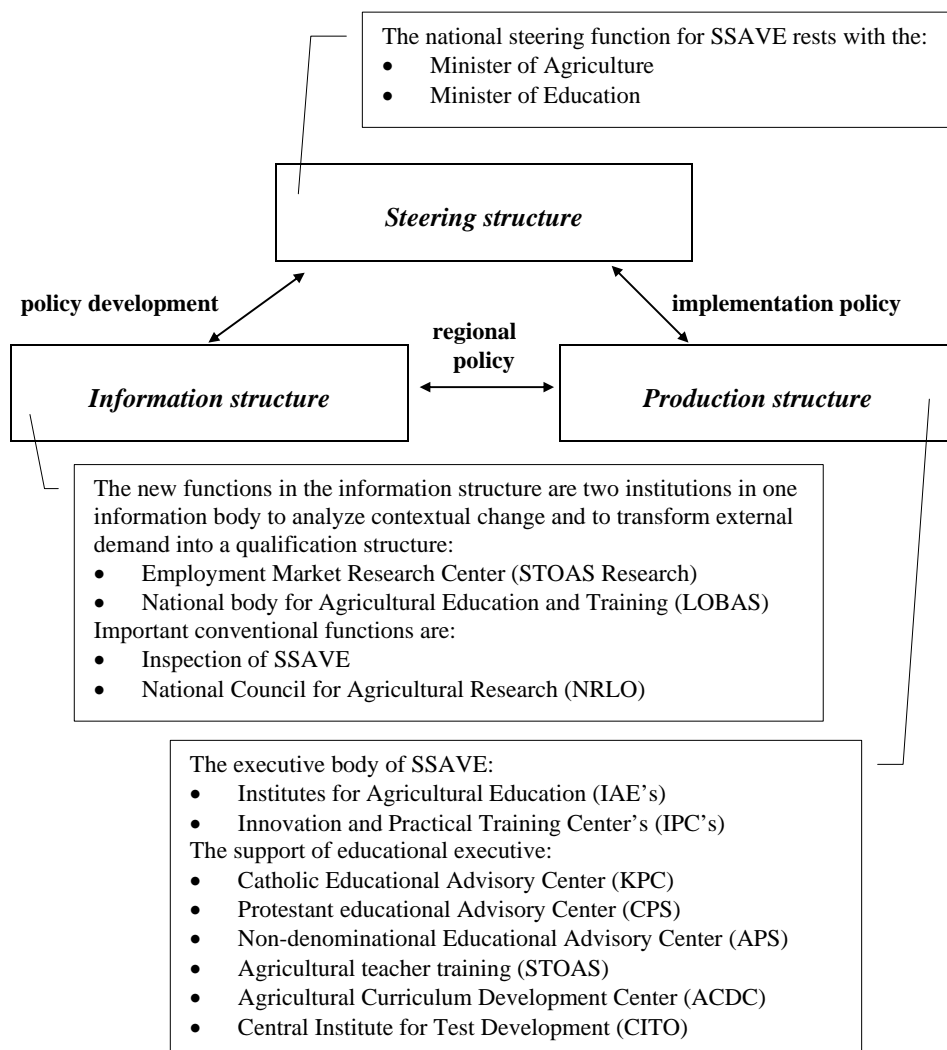 The national steering function for SSAVE rests with the:
• Minister of Agriculture
• Minister of Education
Steering structure
policy development
implementation policy
regional
policy
Information structure
Production structure
The new functions in the information structure are two institutions in one
information body to analyze contextual change and to transform external
demand into a qualification structure:
• Employment Market Research Center (STOAS Research)
• National body for Agricultural Education and Training (LOBAS)
Important conventional functions are:
• Inspection of SSAVE
• National Council for Agricultural Research (NRLO)
The executive body of SSAVE:
• Institutes for Agricultural Education (IAE’s)
• Innovation and Practical Training Center’s (IPC’s)
The support of educational executive:
• Catholic Educational Advisory Center (KPC)
• Protestant educational Advisory Center (CPS)
• Non-denominational Educational Advisory Center (APS)
• Agricultural teacher training (STOAS)
• Agricultural Curriculum Development Center (ACDC)
• Central Institute for Test Development (CITO)